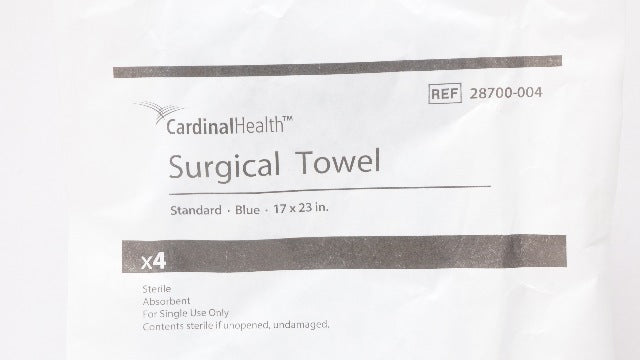 REF 28700-004
CardinalHealth™
Surgical Towel
Standard · Blue · 17 x 23 in.
x4
Sterile
Absorbent
For Single Use Only
Contents sterile if unopened, undamaged.